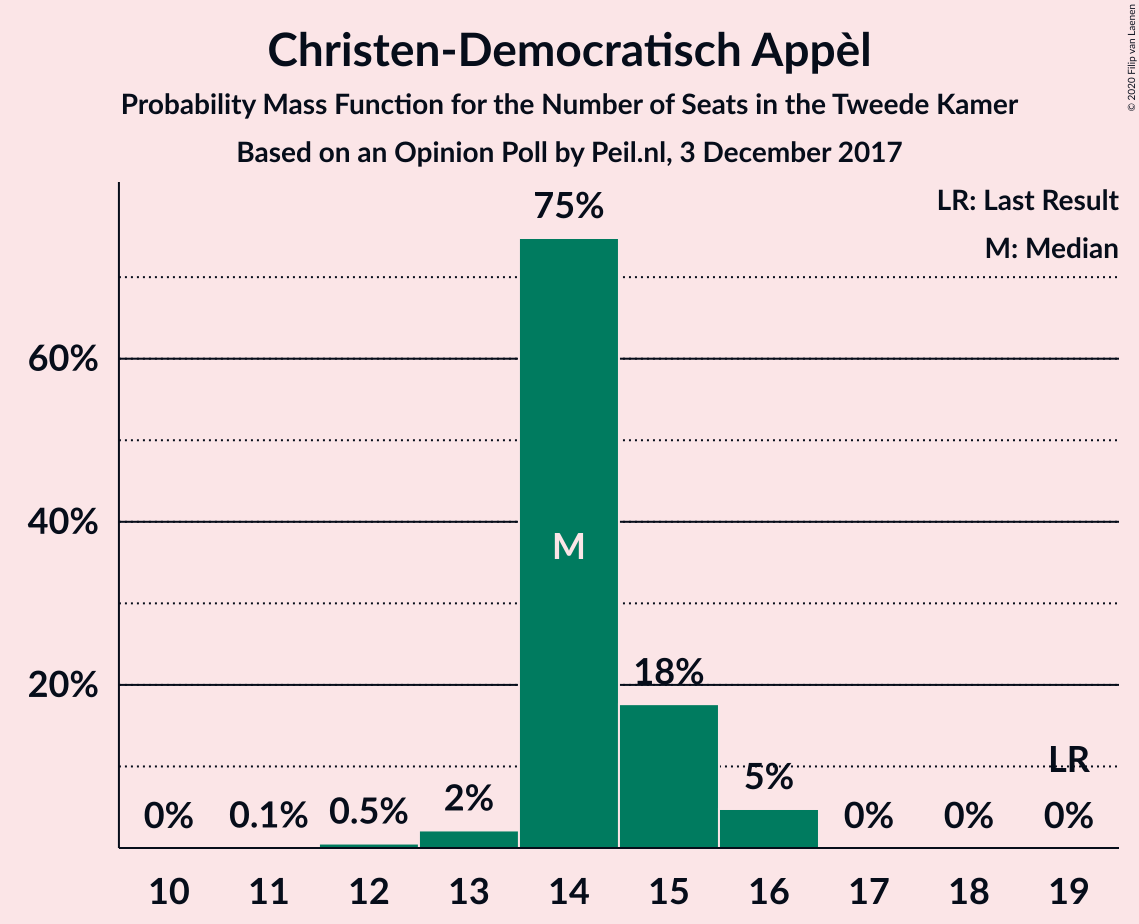 Christen-Democratisch Appèl
Probability Mass Function for the Number of Seats in the Tweede Kamer
Based on an Opinion Poll by Peil.nl, 3 December 2017
© 2020 Filip van Laenen
LR: Last Result
M: Median
60%
40%
20%
0%
0.1%
0.5%
2%
75%
M
18%
5%
0%
0%
LR
0%
10 11 12 13 14 15 16 17 18 19